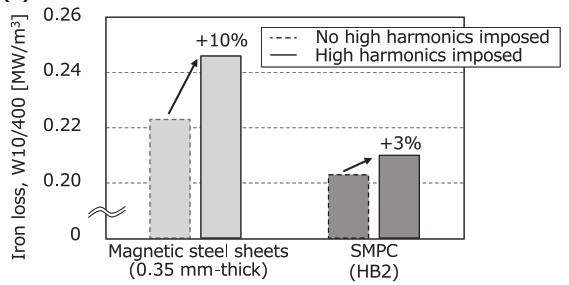 0.26
0.24
0.22
0.20
0
Iron loss, W10/400 [MW/m³]
No high harmonics imposed
High harmonics imposed
+10%
+3%
Magnetic steel sheets
(0.35 mm-thick)
SMPC
(HB2)